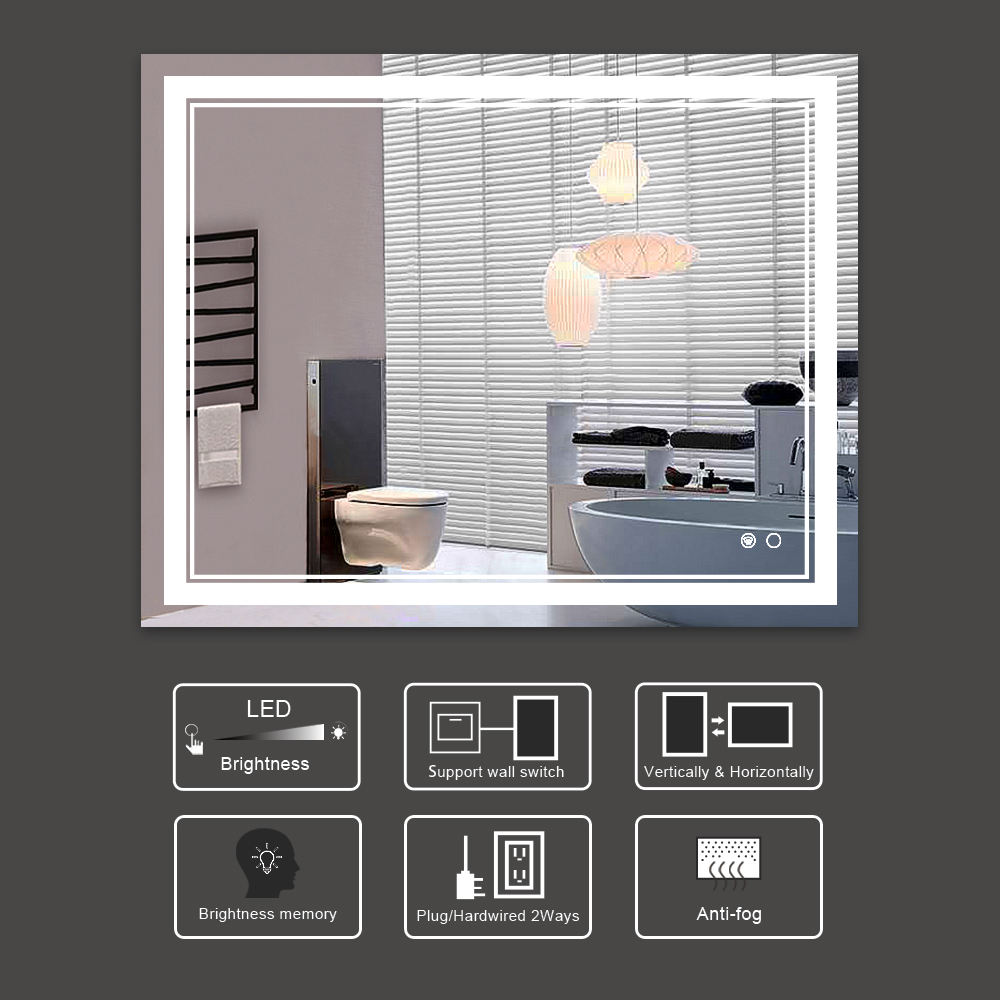 LED
Brightness
Support wall switch
Vertically & Horizontally
Brightness memory
Plug/Hardwired 2Ways
Anti-fog